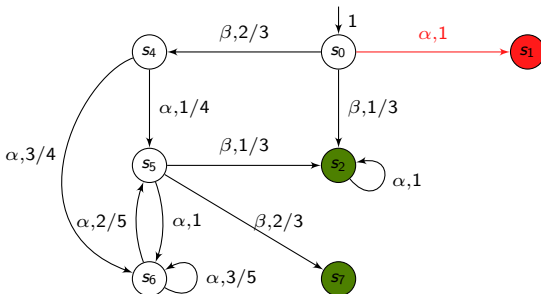 1
β,2/3
α,1
s4
s0
s1
α,1/4
β,1/3
α,3/4
β,1/3
s5
s2
α,1
α,2/5
α,1
β,2/3
s6
α,3/5
s7